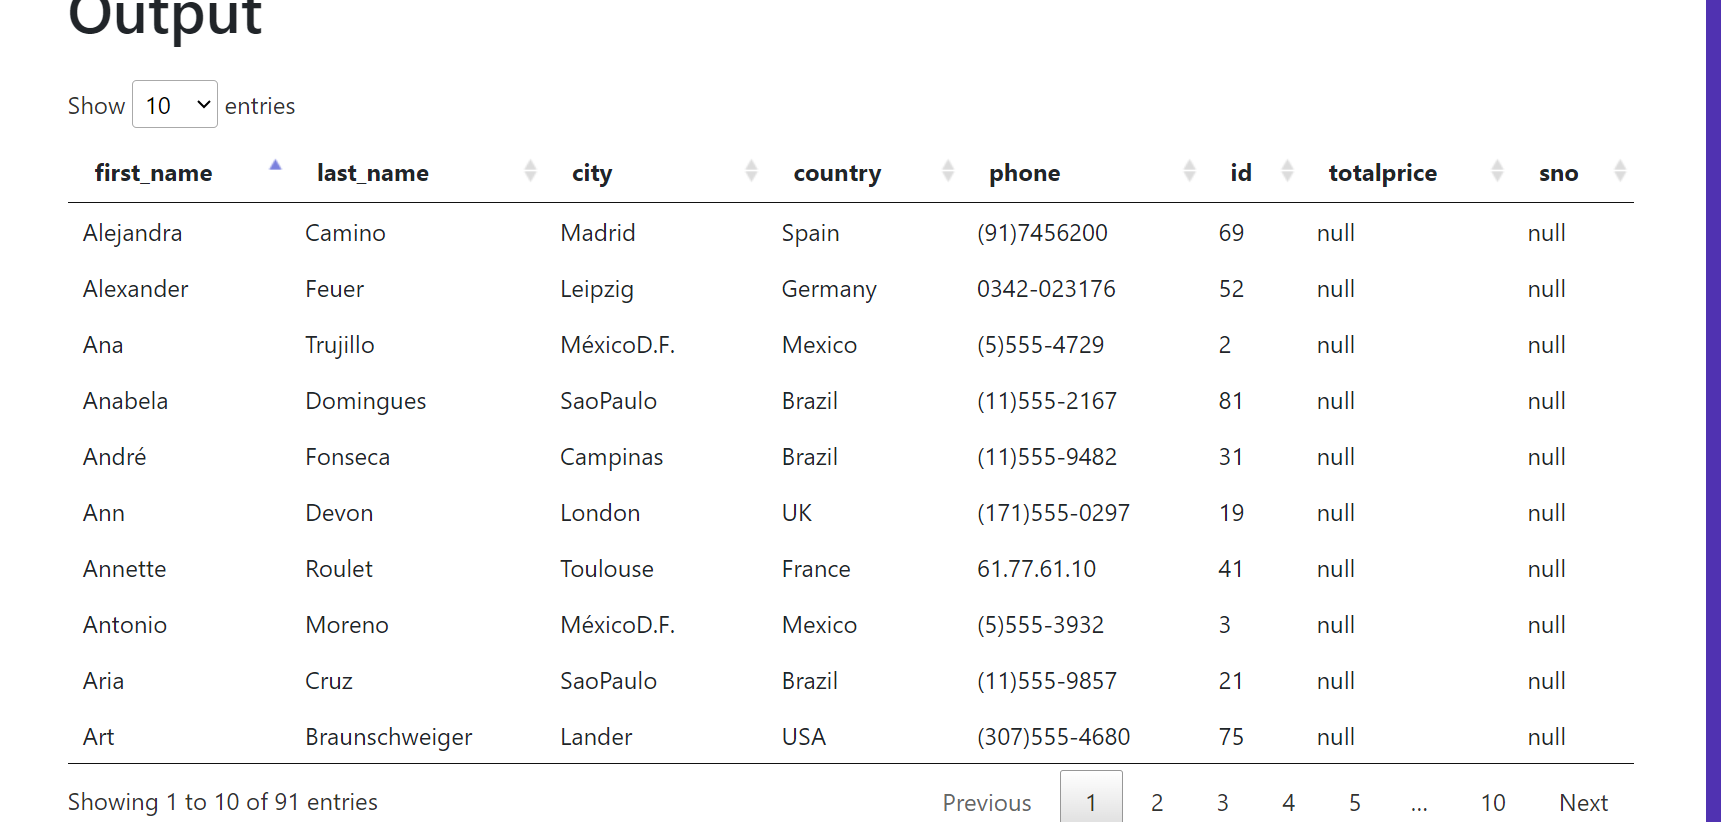 Output
Show 10 entries
first_name last_name city country phone id totalprice sno
Alejandra Camino Madrid Spain (91)7456200 69 null null
Alexander Feuer Leipzig Germany 0342-023176 52 null null
Ana Trujillo MéxicoD.F. Mexico (5)555-4729 2 null null
Anabela Domingues SaoPaulo Brazil (11)555-2167 81 null null
André Fonseca Campinas Brazil (11)555-9482 31 null null
Ann Devon London UK (171)555-0297 19 null null
Annette Roulet Toulouse France 61.77.61.10 41 null null
Antonio Moreno MéxicoD.F. Mexico (5)555-3932 3 null null
Aria Cruz SaoPaulo Brazil (11)555-9857 21 null null
Art Braunschweiger Lander USA (307)555-4680 75 null null
Showing 1 to 10 of 91 entries Previous 1 2 3 4 5 … 10 Next